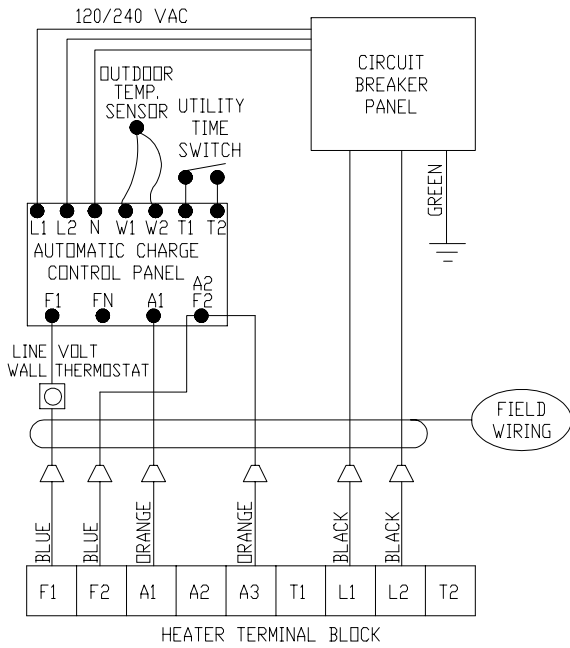 120/240 VAC
CIRCUIT
BREAKER
PANEL
OUTDOOR
TEMP.
SENSOR
UTILITY
TIME
SWITCH
GREEN
L1 L2 N W1 W2 T1 T2
AUTOMATIC CHARGE
CONTROL PANEL
A2
F1 FN A1 F2
LINE VOLT
WALL THERMOSTAT
FIELD
WIRING
BLUE
BLUE
ORANGE
ORANGE
BLACK
BLACK
F1 F2 A1 A2 A3 T1 L1 L2 T2
HEATER TERMINAL BLOCK